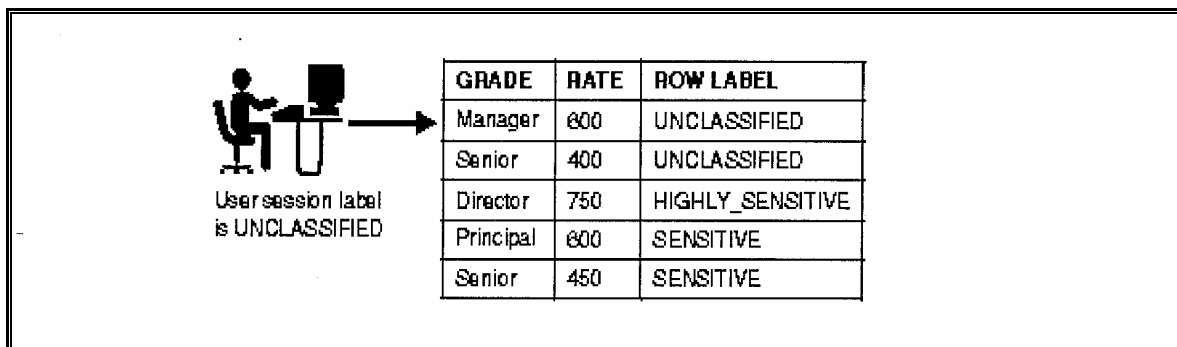 GRADE RATE ROW LABEL
Manager 600 UNCLASSIFIED
Senior 400 UNCLASSIFIED
Director 750 HIGHLY_SENSITIVE
Principal 600 SENSITIVE
Senior 450 SENSITIVE
User session label
is UNCLASSIFIED